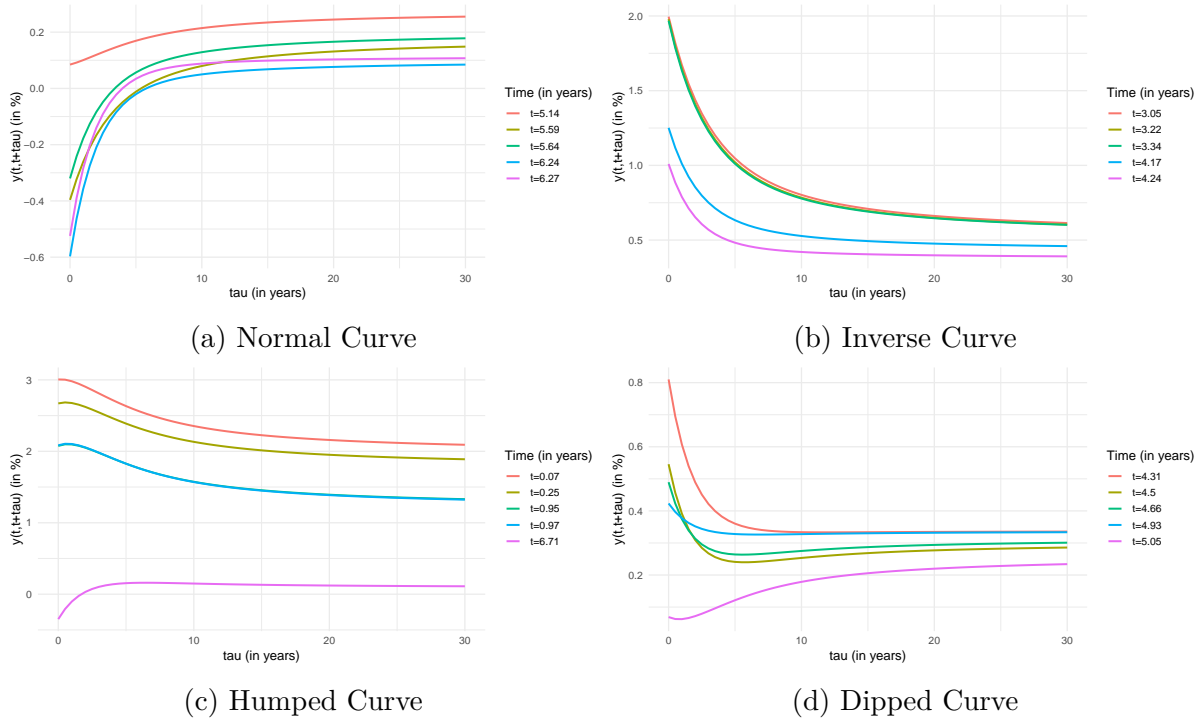 y(t,t+tau) (in %)
0.2
0.0
−0.2
−0.4
−0.6
0
10
20
30
tau (in years)
Time (in years)
t=5.14
t=5.59
t=5.64
t=6.24
t=6.27
(a) Normal Curve
y(t,t+tau) (in %)
2.0
1.5
1.0
0.5
0
10
20
30
tau (in years)
Time (in years)
t=3.05
t=3.22
t=3.34
t=4.17
t=4.24
(b) Inverse Curve
y(t,t+tau) (in %)
3
2
1
0
0
10
20
30
tau (in years)
Time (in years)
t=0.07
t=0.25
t=0.95
t=0.97
t=6.71
(c) Humped Curve
y(t,t+tau) (in %)
0.8
0.6
0.4
0.2
0
10
20
30
tau (in years)
Time (in years)
t=4.31
t=4.5
t=4.66
t=4.93
t=5.05
(d) Dipped Curve